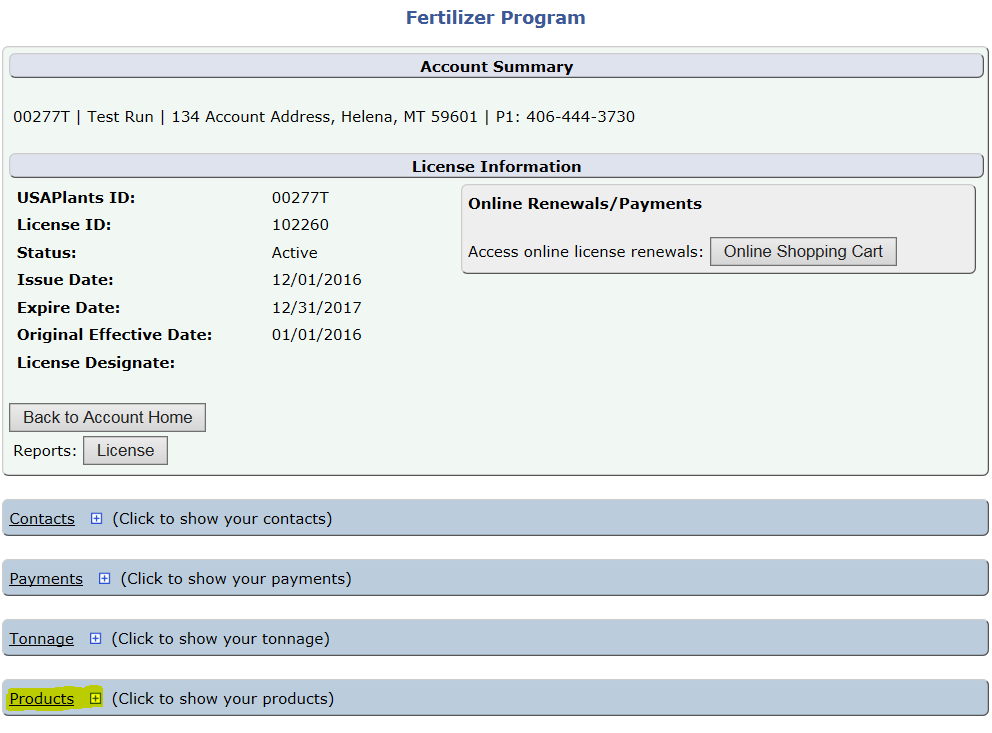 Fertilizer Program
Account Summary
00277T | Test Run | 134 Account Address, Helena, MT 59601 | P1: 406-444-3730
License Information
USAPlants ID: 00277T
License ID: 102260
Status: Active
Issue Date: 12/01/2016
Expire Date: 12/31/2017
Original Effective Date: 01/01/2016
License Designate:
Online Renewals/Payments
Access online license renewals: Online Shopping Cart
Back to Account Home
Reports: License
Contacts (Click to show your contacts)
Payments (Click to show your payments)
Tonnage (Click to show your tonnage)
Products (Click to show your products)